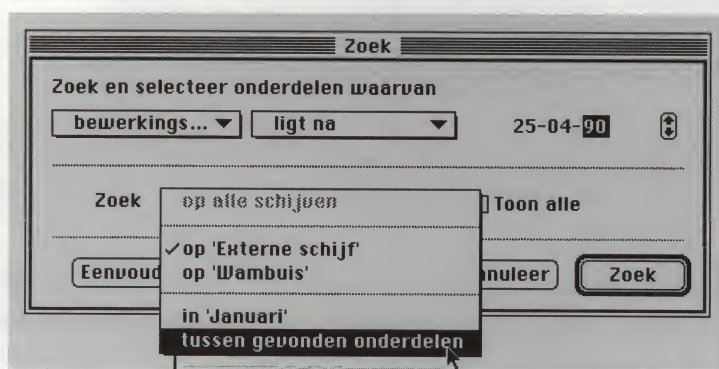 Zoek
Zoek en selecteer onderdelen waarvan
bewerkings... ligt na 25-04-90
Zoek op alle schijven Toon alle
✓op 'Externe schijf'
op 'Wambuis'
Eenvoud nnuleer Zoek
in 'Januari'
tussen gevonden onderdelen